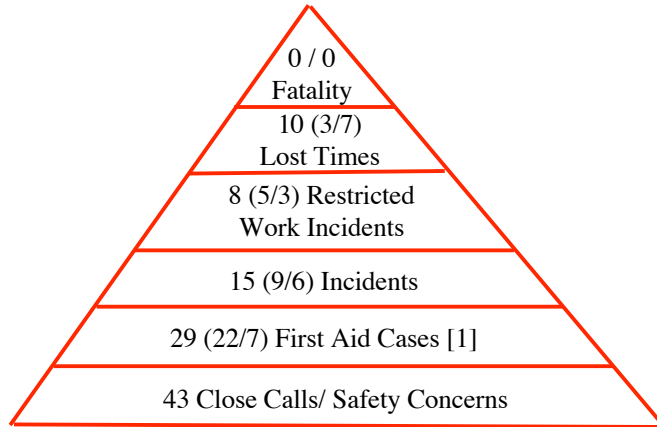 0 / 0
Fatality
10 (3/7)
Lost Times
8 (5/3) Restricted
Work Incidents
15 (9/6) Incidents
29 (22/7) First Aid Cases [1]
43 Close Calls/ Safety Concerns